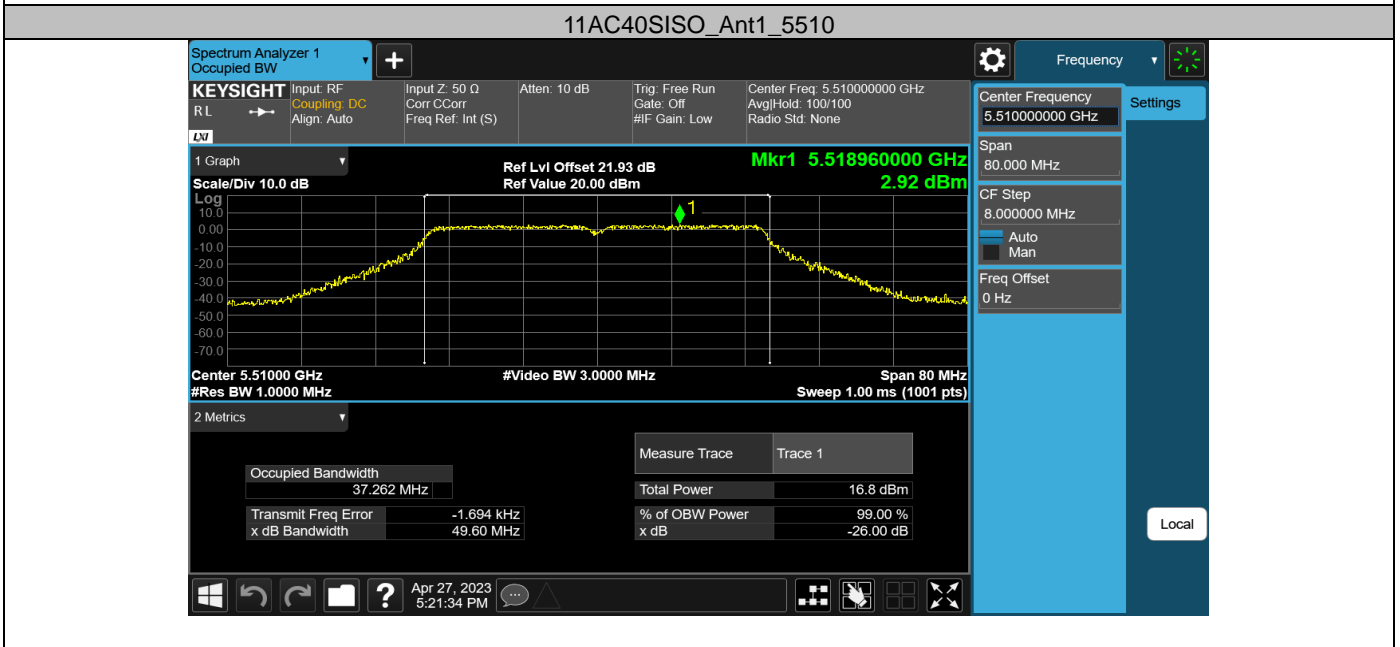 11AC40SISO_Ant1_5510
Spectrum Analyzer 1
Occupied BW
+
Frequency
KEYSIGHT
RL
LXI
Input: RF
Coupling: DC
Align: Auto
Input Z: 50 Ω
Corr CCorr
Freq Ref: Int (S)
Atten: 10 dB
Trig: Free Run
Gate: Off
#IF Gain: Low
Center Freq: 5.510000000 GHz
Avg|Hold: 100/100
Radio Std: None
Center Frequency
5.510000000 GHz
Settings
Span
80.000 MHz
CF Step
8.000000 MHz
Auto
Man
Freq Offset
0 Hz
Local
1 Graph
Scale/Div 10.0 dB
Log
Ref Lvl Offset 21.93 dB
Ref Value 20.00 dBm
Mkr1 5.518960000 GHz
2.92 dBm
1
10.0
0.00
-10.0
-20.0
-30.0
-40.0
-50.0
-60.0
-70.0
Center 5.51000 GHz
#Res BW 1.0000 MHz
#Video BW 3.0000 MHz
Span 80 MHz
Sweep 1.00 ms (1001 pts)
2 Metrics
Measure Trace Trace 1
Occupied Bandwidth
37.262 MHz
Total Power 16.8 dBm
Transmit Freq Error -1.694 kHz
% of OBW Power 99.00 %
x dB Bandwidth 49.60 MHz
x dB -26.00 dB
?
Apr 27, 2023
5:21:34 PM